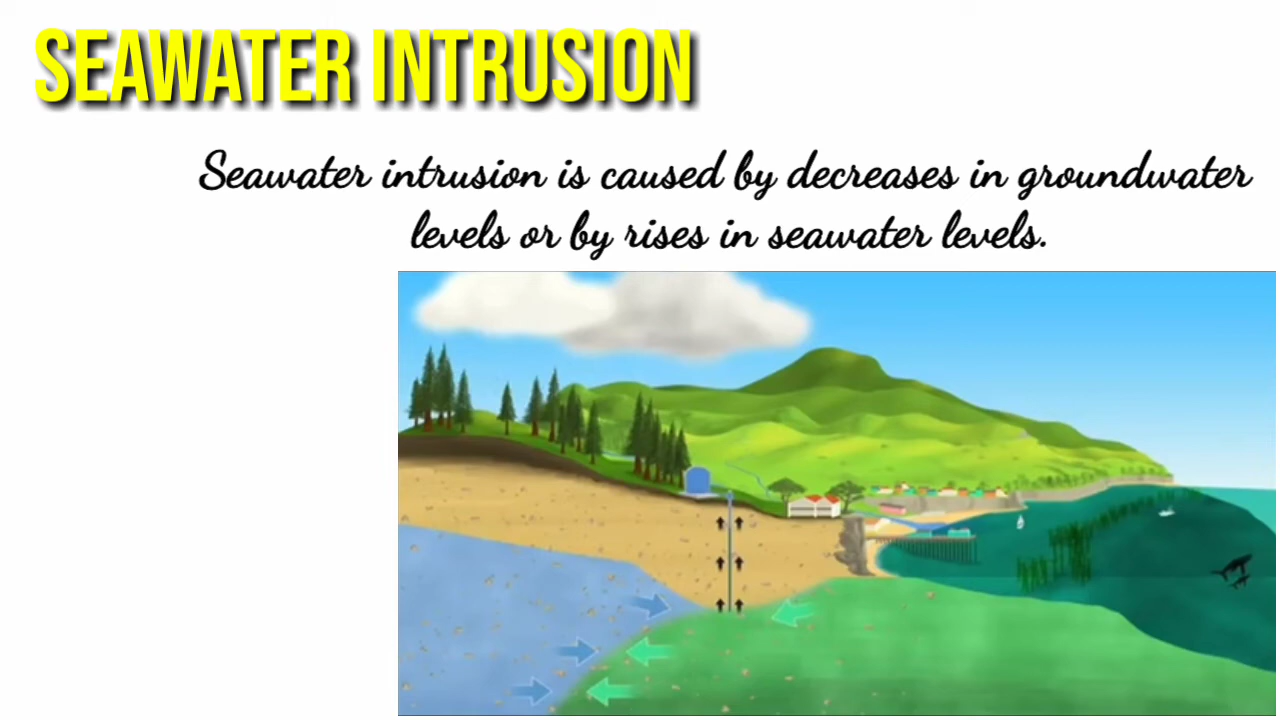 SEAWATER INTRUSION
Seawater intrusion is caused by decreases in groundwater
levels or by rises in seawater levels.